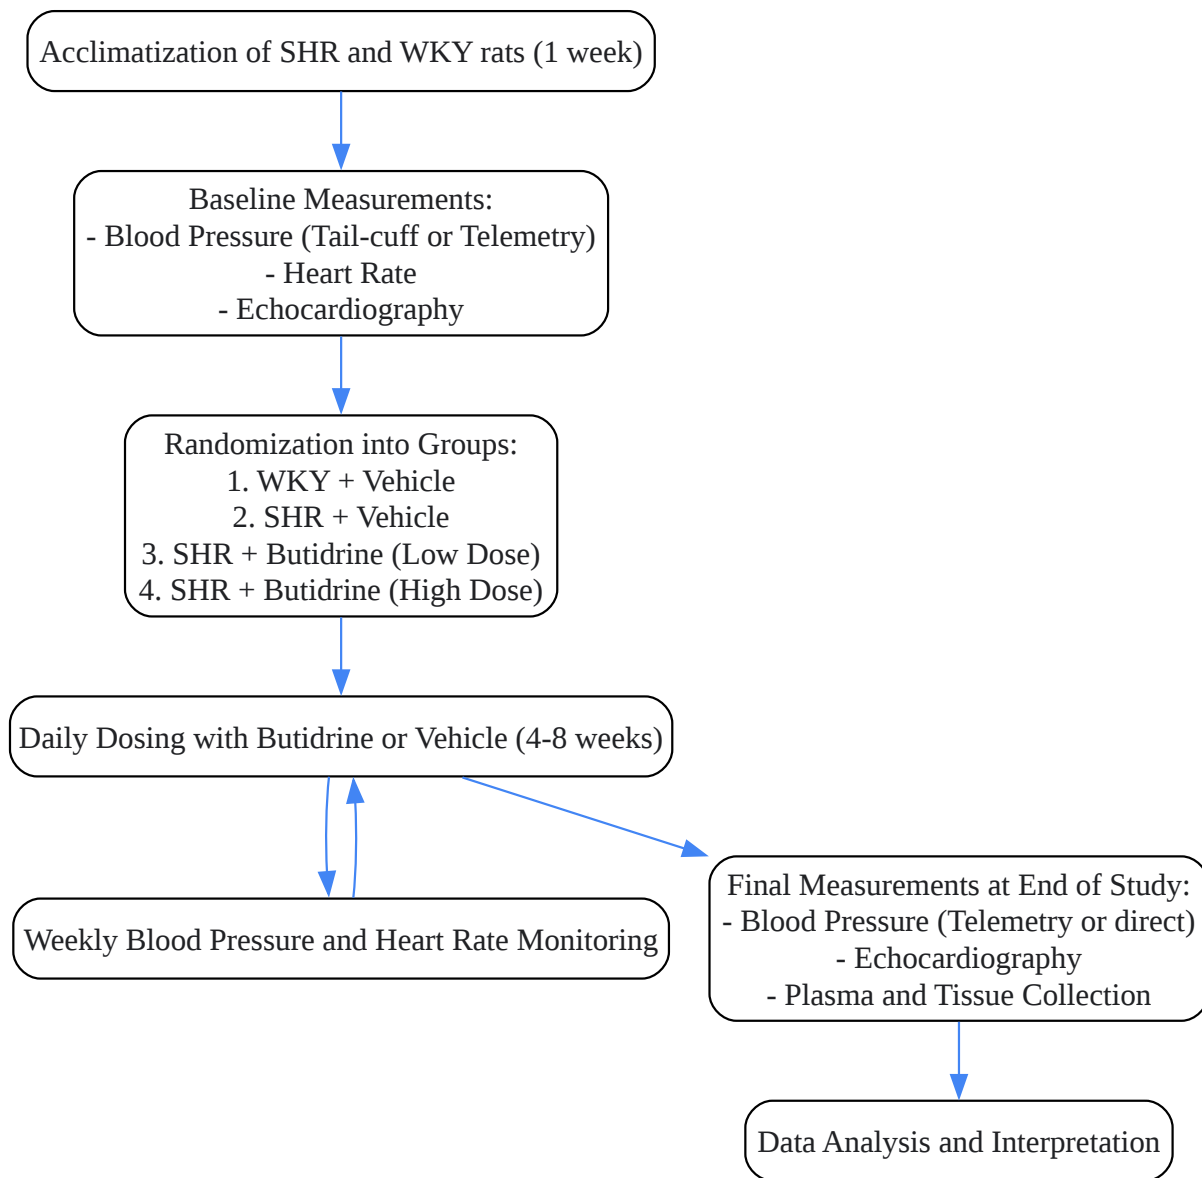 Acclimatization of SHR and WKY rats (1 week)
Baseline Measurements:
- Blood Pressure (Tail-cuff or Telemetry)
- Heart Rate
- Echocardiography
Randomization into Groups:
1. WKY + Vehicle
2. SHR + Vehicle
3. SHR + Butidrine (Low Dose)
4. SHR + Butidrine (High Dose)
Daily Dosing with Butidrine or Vehicle (4-8 weeks)
Weekly Blood Pressure and Heart Rate Monitoring
Final Measurements at End of Study:
- Blood Pressure (Telemetry or direct)
- Echocardiography
- Plasma and Tissue Collection
Data Analysis and Interpretation